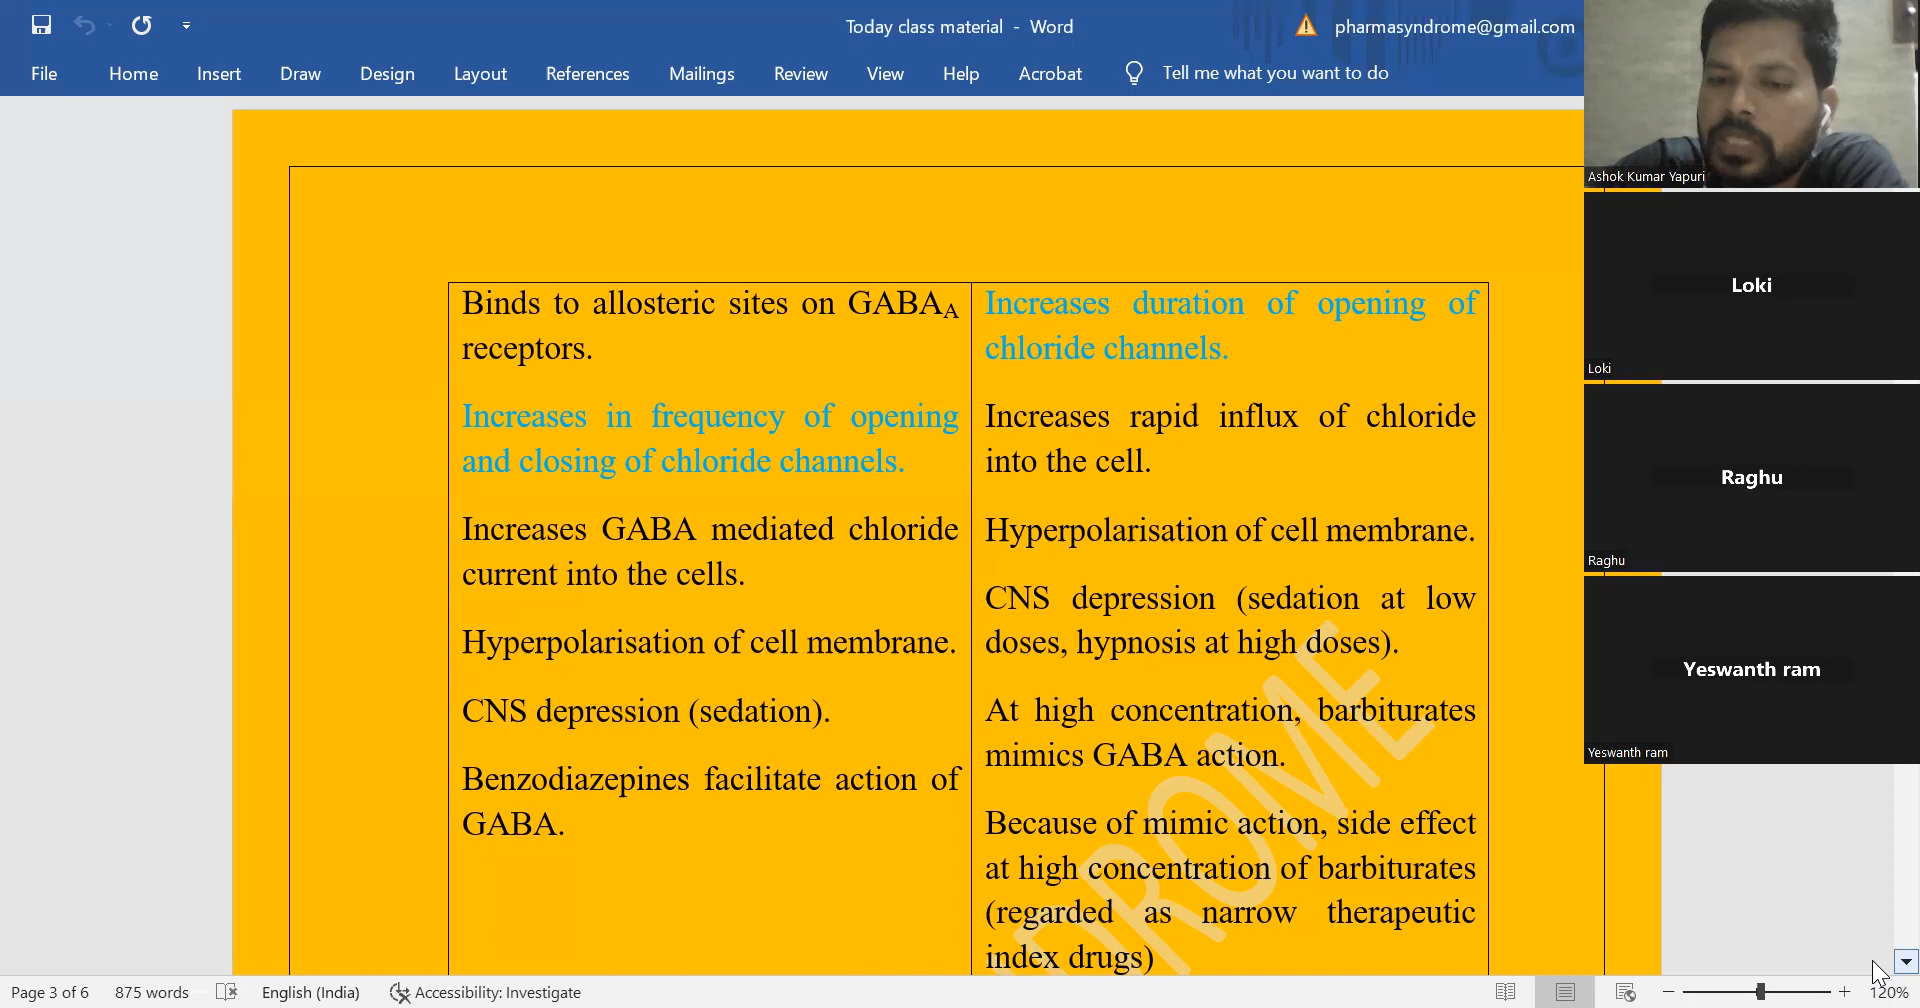 Today class material - Word
pharmasyndrome@gmail.com
File Home Insert Draw Design Layout References Mailings Review View Help Acrobat Tell me what you want to do
Binds to allosteric sites on GABAA
receptors.
Increases in frequency of opening
and closing of chloride channels.
Increases GABA mediated chloride
current into the cells.
Hyperpolarisation of cell membrane.
CNS depression (sedation).
Benzodiazepines facilitate action of
GABA.
Increases duration of opening of
chloride channels.
Increases rapid influx of chloride
into the cell.
Hyperpolarisation of cell membrane.
CNS depression (sedation at low
doses, hypnosis at high doses).
At high concentration, barbiturates
mimics GABA action.
Because of mimic action, side effect
at high concentration of barbiturates
(regarded as narrow therapeutic
index drugs)
DROME
Ashok Kumar Yapuri
Loki
Loki
Raghu
Raghu
Yeswanth ram
Yeswanth ram
Page 3 of 6 875 words English (India) Accessibility: Investigate 120%